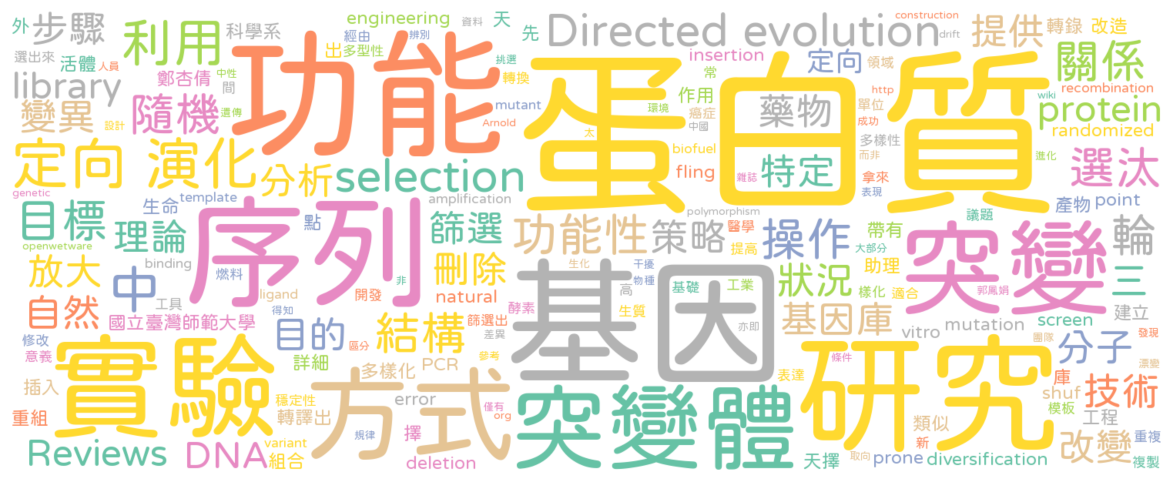 外 步驟
利用
科學系
engineering
經由
辨別
資料
天
出 多型性
選出來
活體
人員
鄭杏倩
中性
間
library
變異
設計
隨機
遺傳
功能
先
挑選
轉換
mutant
Arnold
Directed evolution
construction
drift
insertion
常
定向
領域
作用
環境
癌症
中國
藥物
提供
轉錄
改造
關係
http
wiki
recombination
單位
成功
protein
randomized
多樣性
而非
進化
蛋白質
太
biofuel
fling
雜誌
特定
拿來
表現
選汰
定向 演化
分析
selection
genetic
template
amplification
目標
openwetware
理論
生命
點
binding
序列
篩選
功能性
polymorphism
策略
醫學
提高
操作
議題
帶有
大部分
產物
point
突變
輪
放大
中
燃料
非
刪除
生化
干擾
物種
狀況
助理
三
自然
工具
ligand
得知
開發
natural
高
基礎
工業
樣化
適合
郭鳳娟
國立臺灣師範大學
目的
結構
篩選出
酵素
差異
生質
基因
亦即
基因庫
vitro
mutation
screen
建立
修改
意義
詳細
區分
參考
團隊
分子
發現
實驗
插入
多樣化
PCR
條件
漂變
方式
表達
研究
庫
shuf
技術
穩定性
重組
轉譯出
error
僅有
org
突變體
模板
類似
新
工程
改變
Reviews
DNA
variant
組合
規律
擇
deletion
天擇
取向
prone
diversification
重複
複製